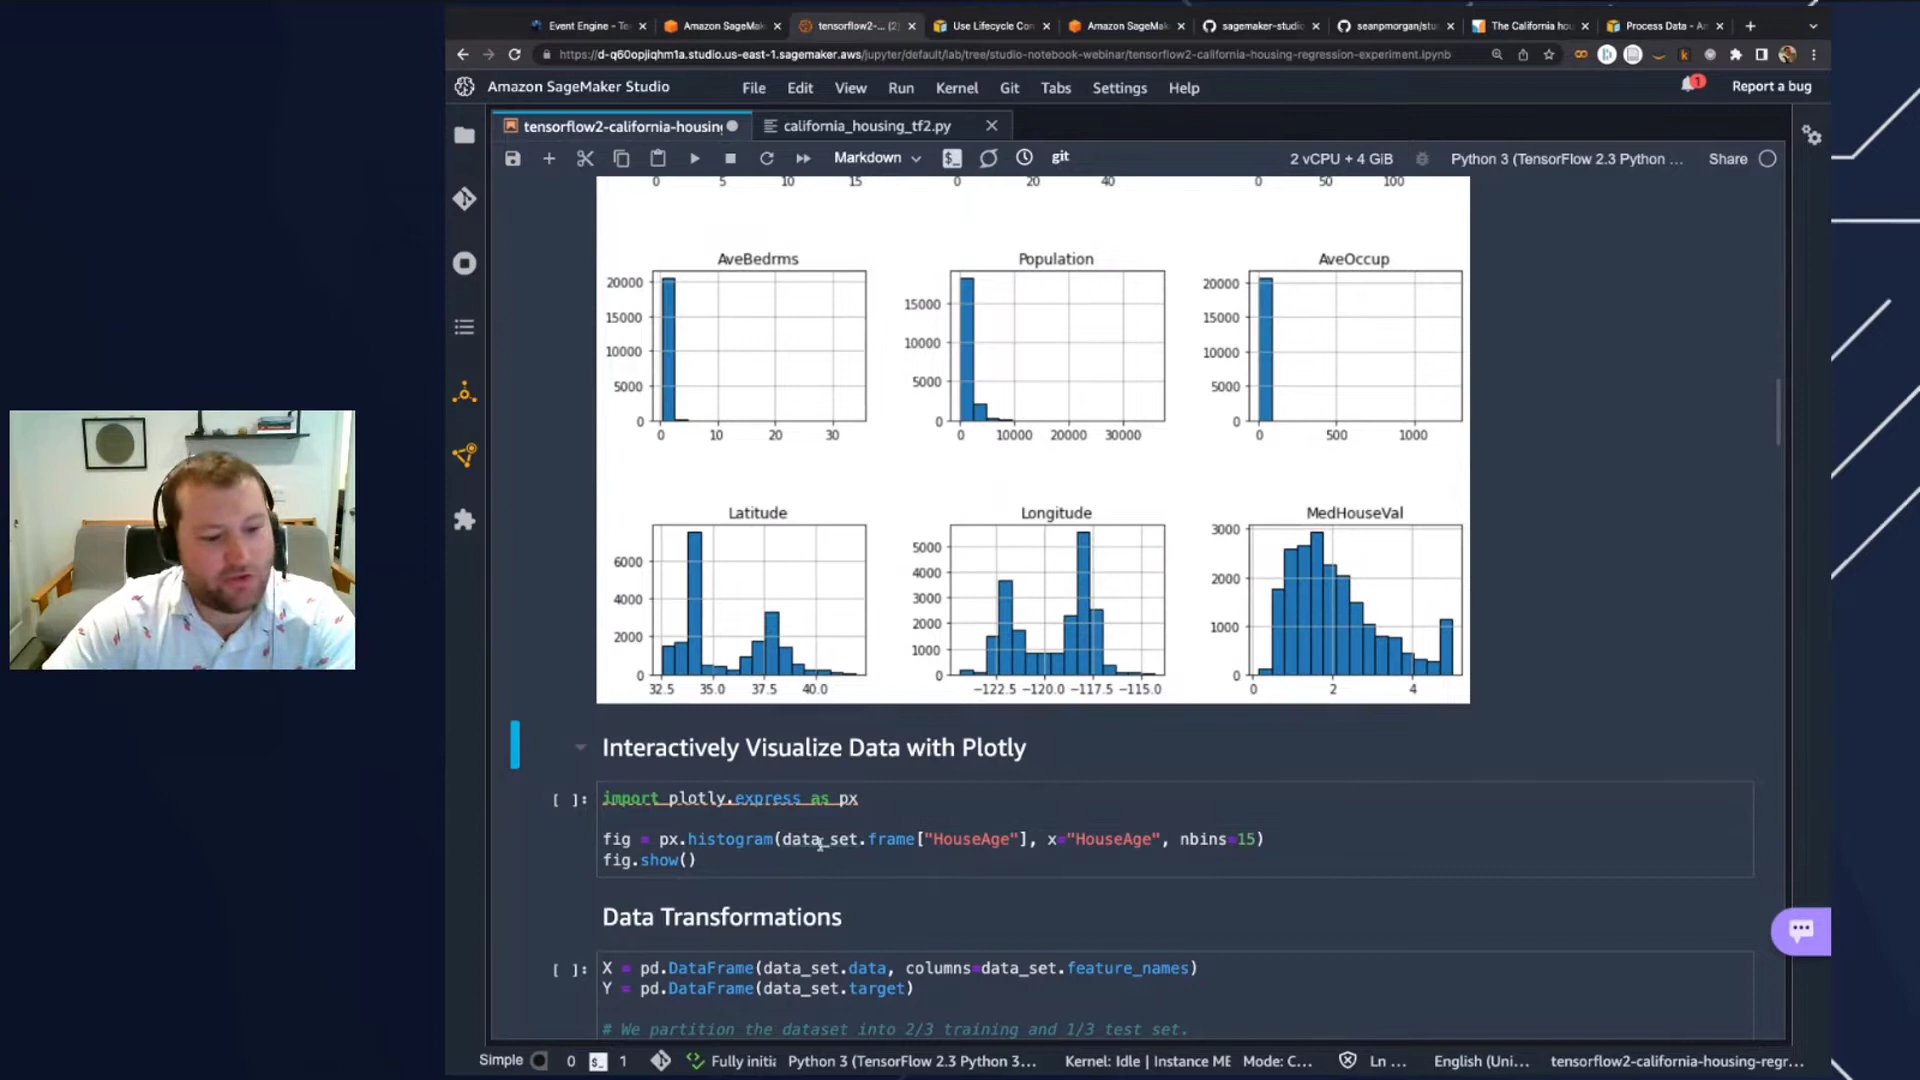 Event Engine - Te
Amazon SageMak
tensorflow2-... (2)
Use Lifecycle Con
Amazon SageMak
sagemaker-studio
seanpmorgan/stu
The California hou
Process Data - Am
https://d-q60opjiqhm1a.studio.us-east-1.sagemaker.aws/jupyter/default/lab/tree/studio-notebook-webinar/tensorflow2-california-housing-regression-experiment.ipynb
Amazon SageMaker Studio
File Edit View Run Kernel Git Tabs Settings Help
1
Report a bug
tensorflow2-california-housing
california_housing_tf2.py
Markdown
git
2 vCPU + 4 GiB
Python 3 (TensorFlow 2.3 Python ...
Share
0 5 10 15
0 20 40
0 50 100
AveBedrms
20000
15000
10000
5000
0
0 10 20 30
Population
15000
10000
5000
0
0 10000 20000 30000
AveOccup
20000
15000
10000
5000
0
0 500 1000
Latitude
6000
4000
2000
0
32.5 35.0 37.5 40.0
Longitude
5000
4000
3000
2000
1000
0
−122.5 −120.0 −117.5 −115.0
MedHouseVal
3000
2000
1000
0
0 2 4
Interactively Visualize Data with Plotly
[ ]:
import plotly.express as px
fig = px.histogram(data_set.frame["HouseAge"], x="HouseAge", nbins=15)
fig.show()
Data Transformations
[ ]:
X = pd.DataFrame(data_set.data, columns=data_set.feature_names)
Y = pd.DataFrame(data_set.target)
# We partition the dataset into 2/3 training and 1/3 test set.
Simple 0 1 Fully initia Python 3 (TensorFlow 2.3 Python 3... Kernel: Idle | Instance ME Mode: C... Ln ... English (Uni... tensorflow2-california-housing-regr...